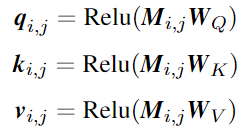 q_{i,j} = Relu(M_{i,j}W_Q)
k_{i,j} = Relu(M_{i,j}W_K)
v_{i,j} = Relu(M_{i,j}W_V)